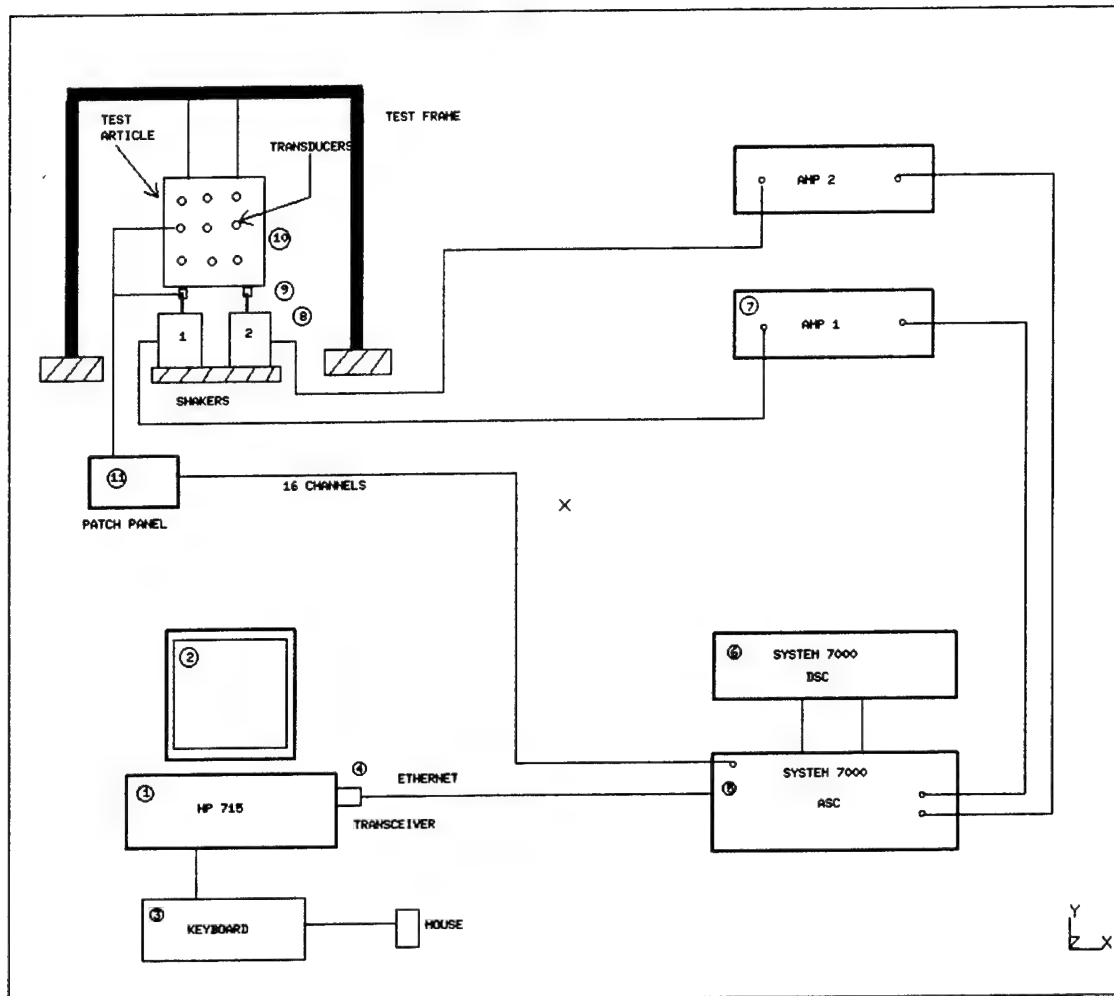 TEST
ARTICLE
TEST FRAME
TRANSDUCERS
AMP 2
10
9
8
7
AMP 1
1
2
SHAKERS
11
16 CHANNELS
PATCH PANEL
X
2
6
SYSTEM 7000
DSC
4
ETHERNET
SYSTEM 7000
1
HP 715
5
ASC
TRANSCEIVER
3
KEYBOARD
MOUSE
Y
Z
X